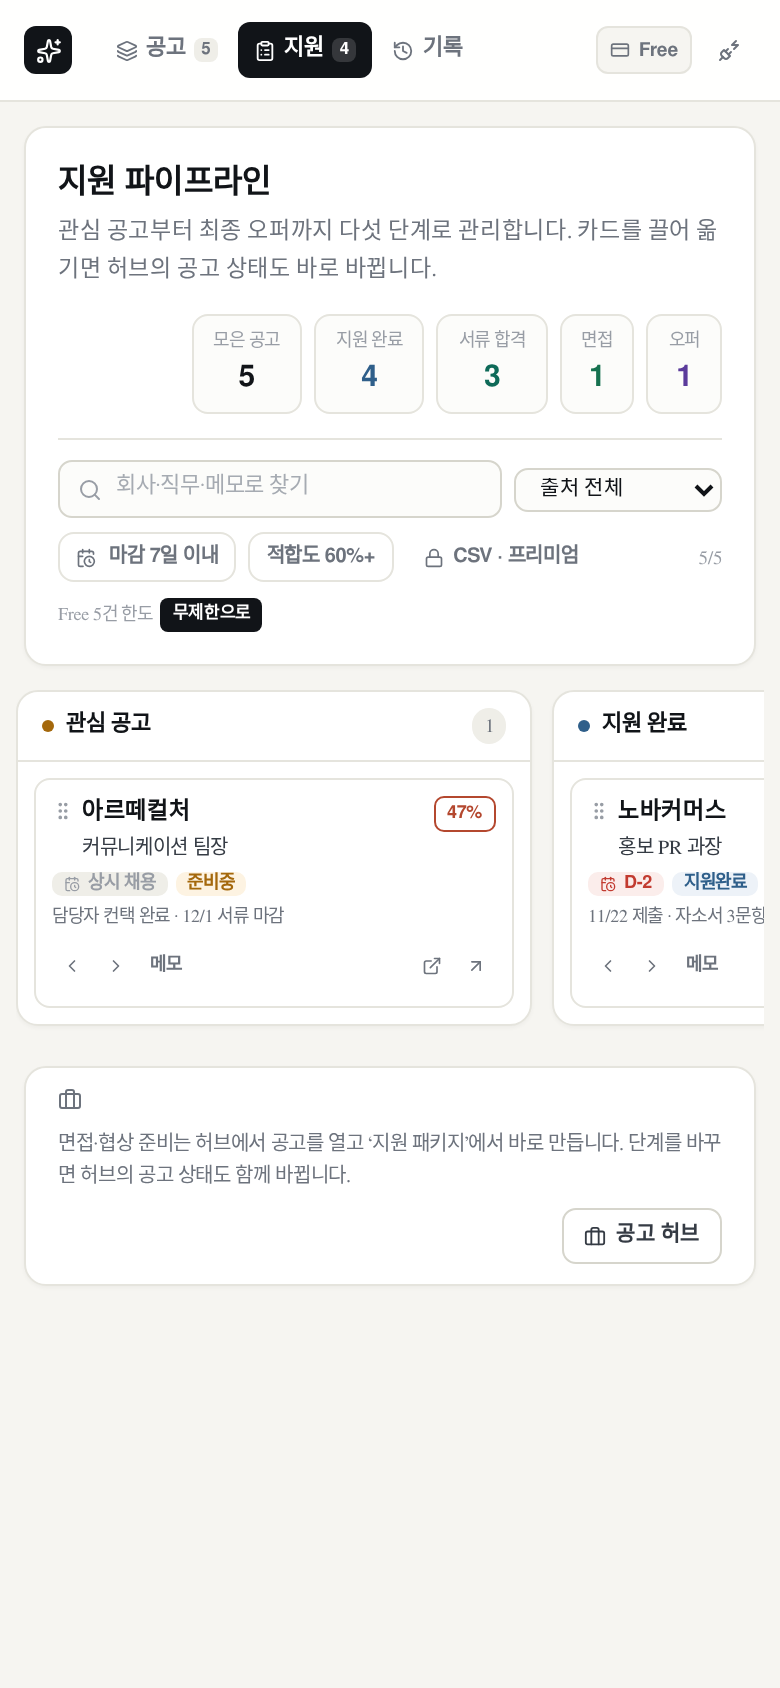 공고 5 지원 4 기록 Free
지원 파이프라인
관심 공고부터 최종 오퍼까지 다섯 단계로 관리합니다. 카드를 끌어 옮
기면 허브의 공고 상태도 바로 바뀝니다.
모은 공고 지원 완료 서류 합격 면접 오퍼
5 4 3 1 1
회사·직무·메모로 찾기 출처 전체
마감 7일 이내 적합도 60%+ CSV · 프리미엄 5/5
Free 5건 한도 무제한으로
관심 공고 1
아르떼컬처 47%
커뮤니케이션 팀장
상시 채용 준비중
담당자 컨택 완료 · 12/1 서류 마감
메모
지원 완료
노바커머스
홍보 PR 과장
D-2 지원완료
11/22 제출 · 자소서 3문항
메모
면접·협상 준비는 허브에서 공고를 열고 ‘지원 패키지’에서 바로 만듭니다. 단계를 바꾸
면 허브의 공고 상태도 함께 바뀝니다.
공고 허브